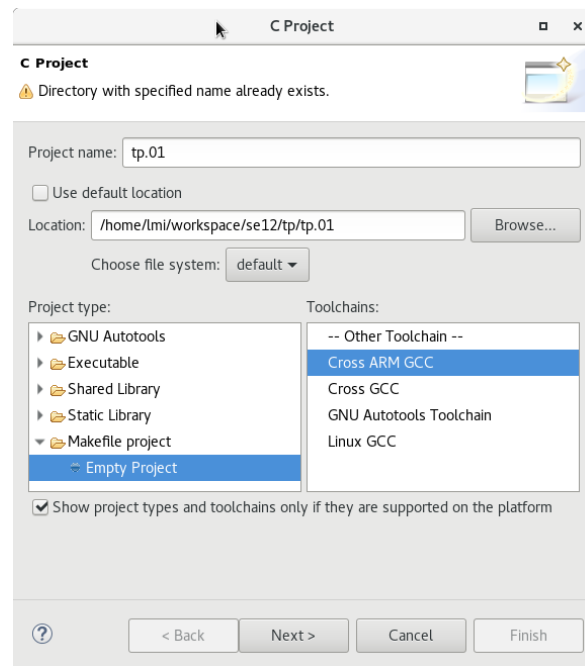 C Project
C Project
Directory with specified name already exists.
Project name: tp.01
Use default location
Location: /home/lmi/workspace/se12/tp/tp.01 Browse...
Choose file system: default
Project type: Toolchains:
GNU Autotools -- Other Toolchain --
Executable Cross ARM GCC
Shared Library Cross GCC
Static Library GNU Autotools Toolchain
Makefile project Linux GCC
Empty Project
Show project types and toolchains only if they are supported on the platform
? < Back Next > Cancel Finish